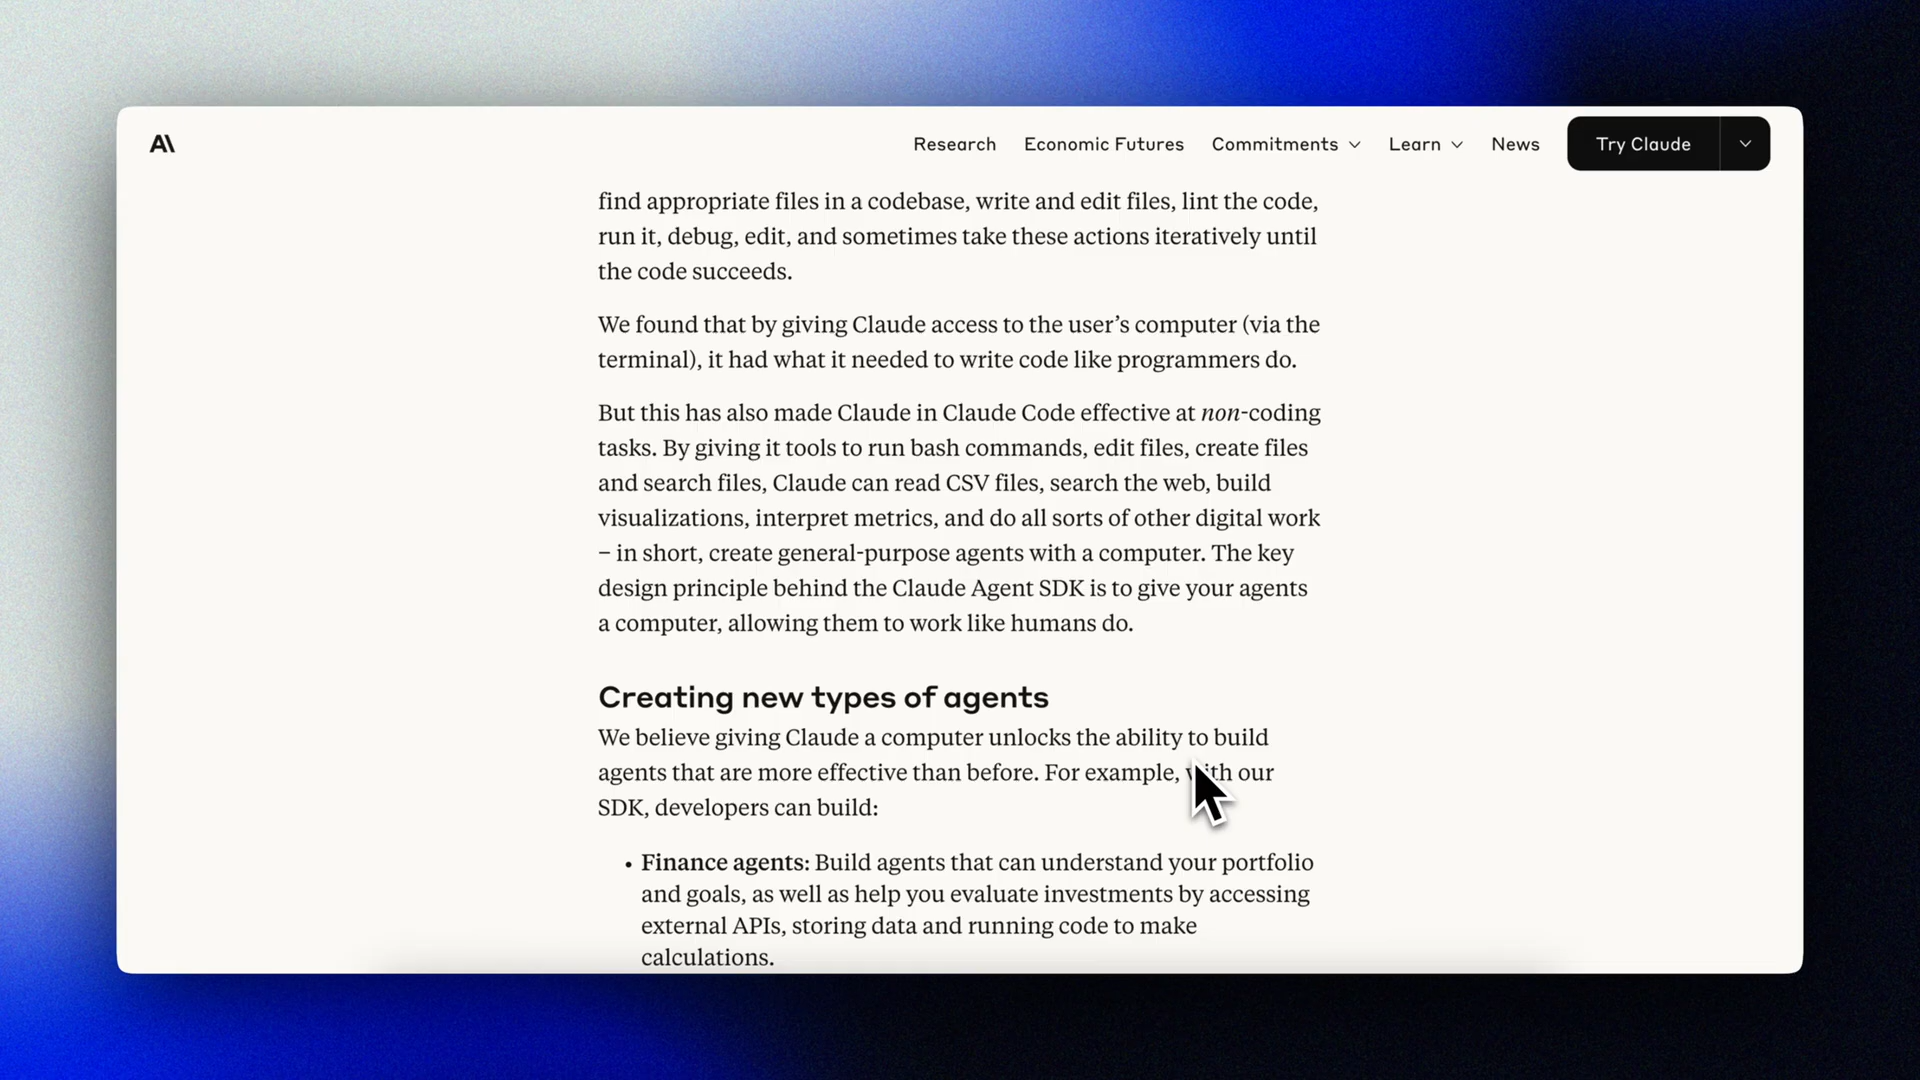 A\
Research Economic Futures Commitments Learn News Try Claude
find appropriate files in a codebase, write and edit files, lint the code,
run it, debug, edit, and sometimes take these actions iteratively until
the code succeeds.
We found that by giving Claude access to the user’s computer (via the
terminal), it had what it needed to write code like programmers do.
But this has also made Claude in Claude Code effective at non-coding
tasks. By giving it tools to run bash commands, edit files, create files
and search files, Claude can read CSV files, search the web, build
visualizations, interpret metrics, and do all sorts of other digital work
– in short, create general-purpose agents with a computer. The key
design principle behind the Claude Agent SDK is to give your agents
a computer, allowing them to work like humans do.
Creating new types of agents
We believe giving Claude a computer unlocks the ability to build
agents that are more effective than before. For example, with our
SDK, developers can build:
• Finance agents: Build agents that can understand your portfolio
and goals, as well as help you evaluate investments by accessing
external APIs, storing data and running code to make
calculations.